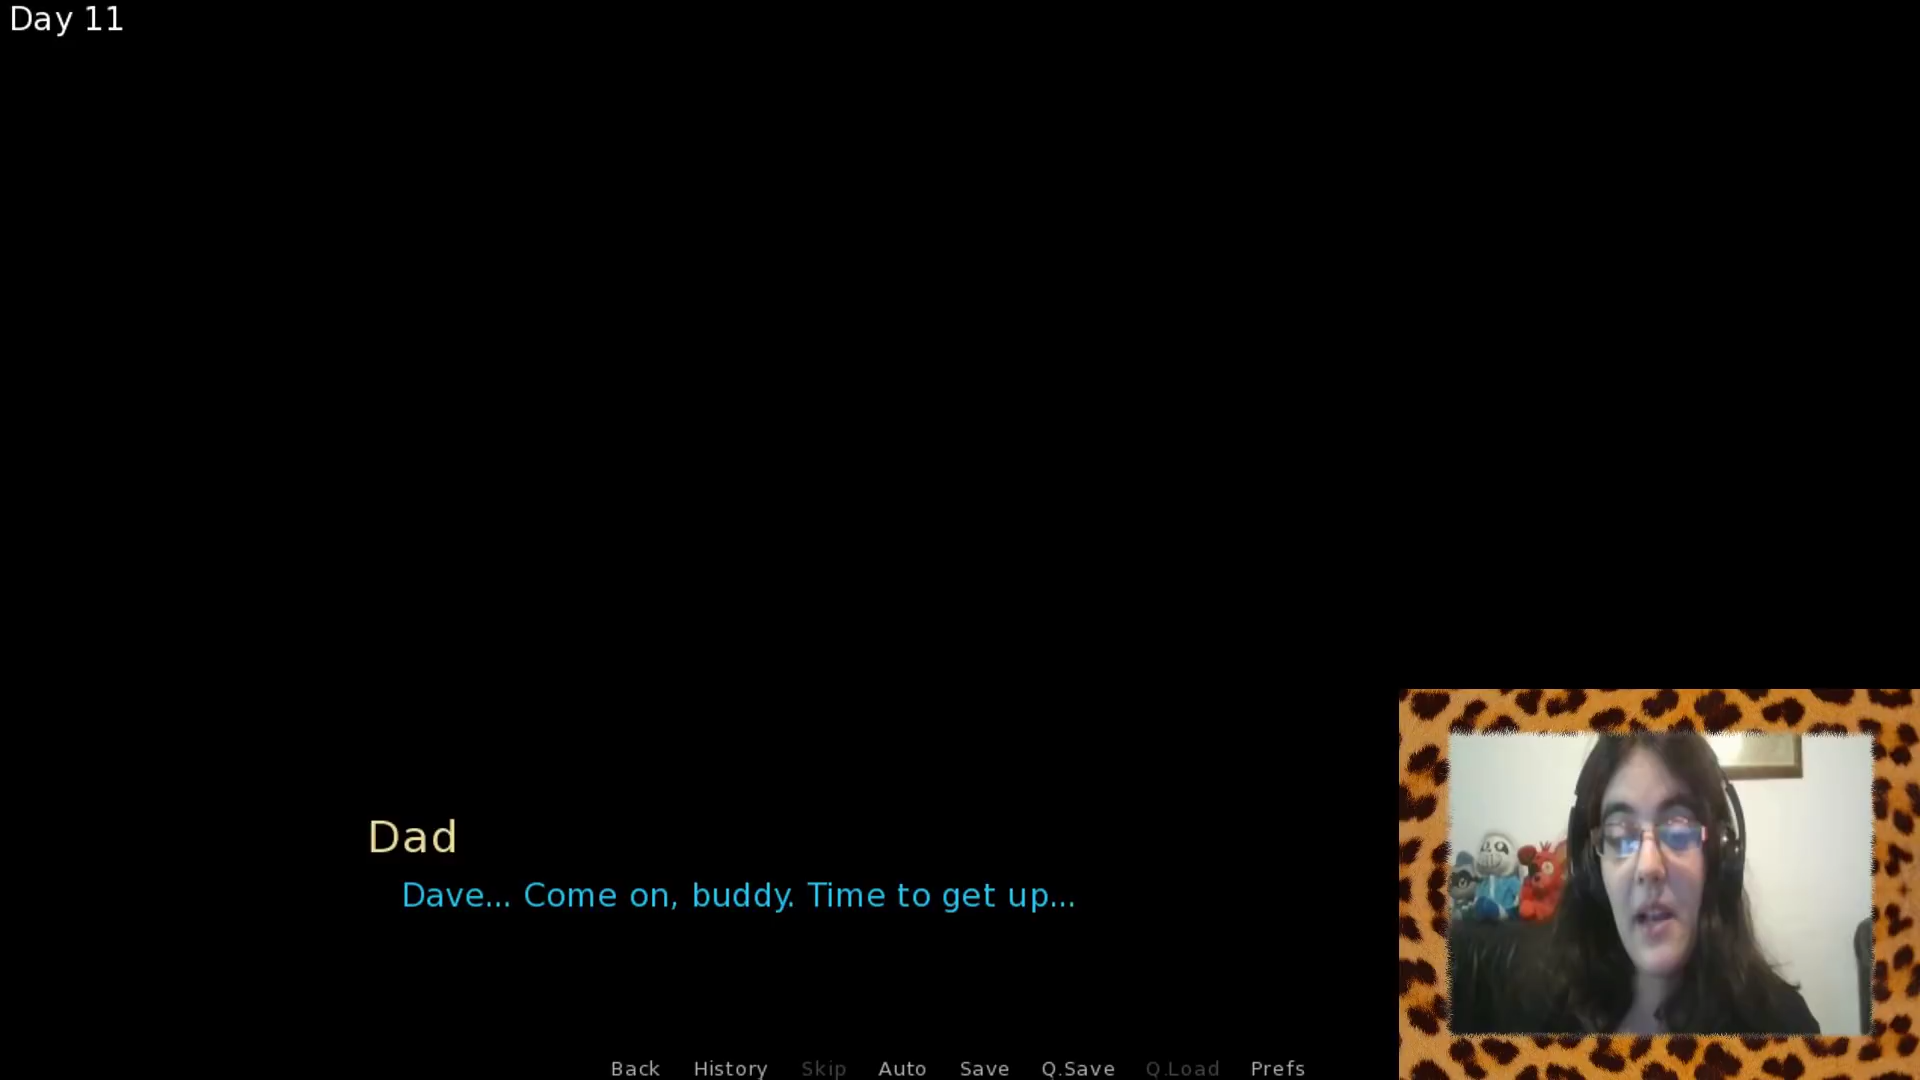 Day 11
Dad
Dave... Come on, buddy. Time to get up...
Back History Skip Auto Save Q.Save Q.Load Prefs